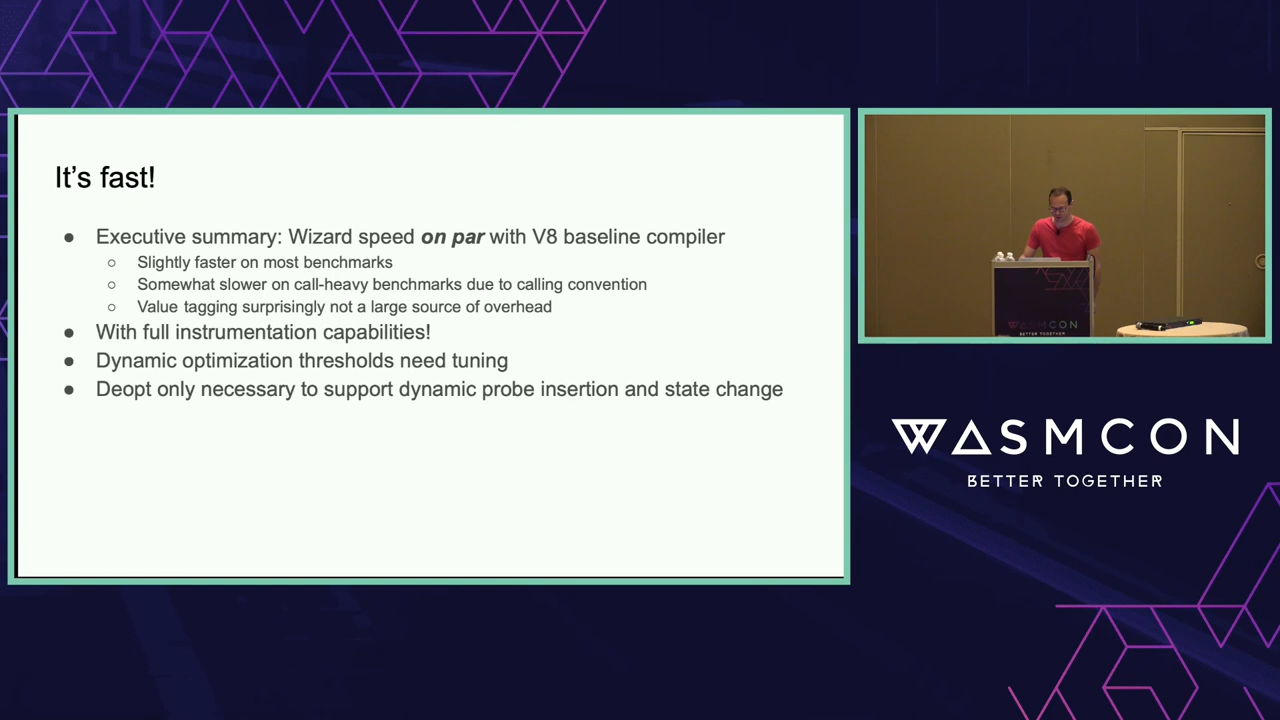 It's fast!
● Executive summary: Wizard speed on par with V8 baseline compiler
○ Slightly faster on most benchmarks
○ Somewhat slower on call-heavy benchmarks due to calling convention
○ Value tagging surprisingly not a large source of overhead
● With full instrumentation capabilities!
● Dynamic optimization thresholds need tuning
● Deopt only necessary to support dynamic probe insertion and state change
WASMCON
BETTER TOGETHER
WASMCON
BETTER TOGETHER